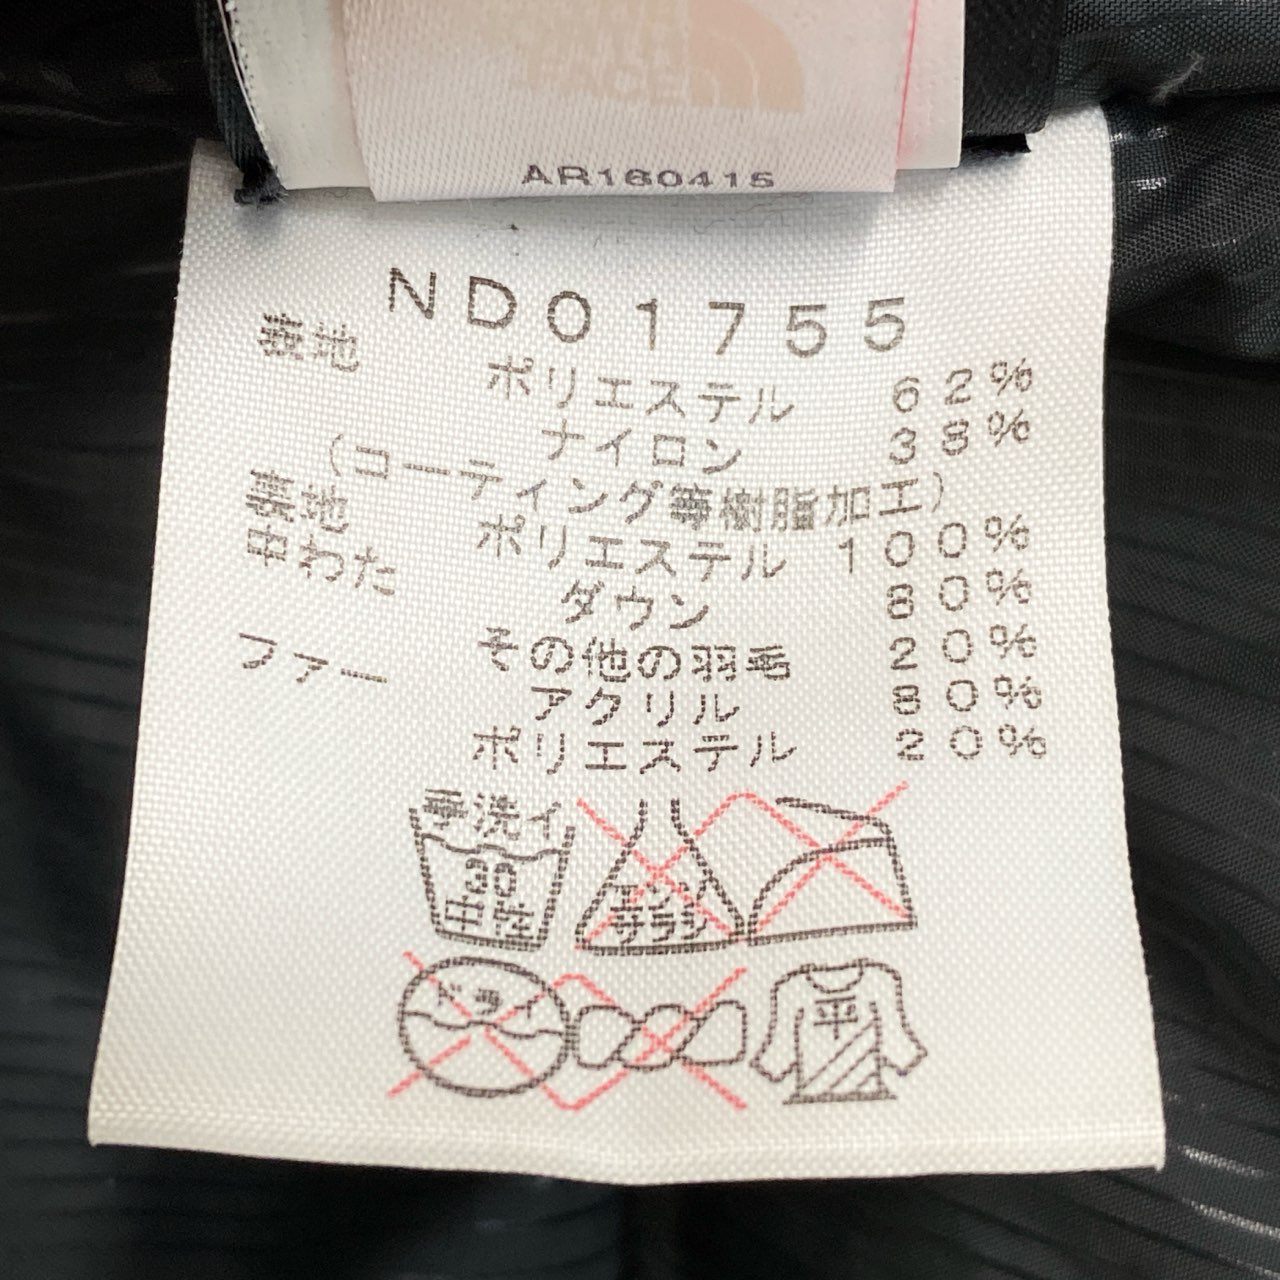 FACE
AR160415
ND01755
表地 ポリエステル 62%
ナイロン 38%
(コーティング等樹脂加工)
裏地 ポリエステル 100%
中わた ダウン 80%
その他の羽毛 20%
ファー アクリル 80%
ポリエステル 20%
手洗イ
30
中性
エンソ
サラシ
ドライ
平